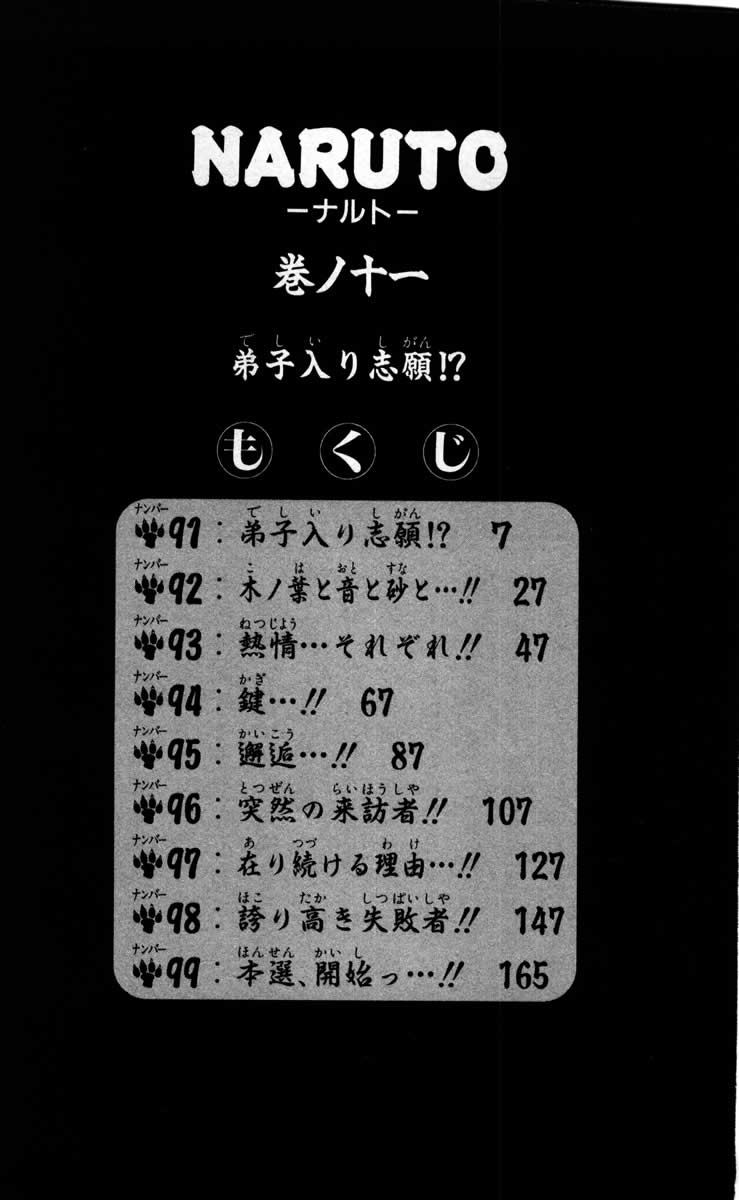 NARUTO
－ナルト－
巻ノ十一
でしい しがん
弟子入り志願!?
もくじ
ナンバー でしい しがん
91：弟子入り志願!? 7
ナンバー こ は おと すな
92：木ノ葉と音と砂と…!! 27
ナンバー ねつじよう
93：熱情…それぞれ!! 47
ナンバー かぎ
94：鍵…!! 67
ナンバー かいこう
95：邂逅…!! 87
ナンバー とつぜん らいほうしや
96：突然の来訪者!! 107
ナンバー あ つづ わけ
97：在り続ける理由…!! 127
ナンバー ほこ たか しつぱいしや
98：誇り高き失敗者!! 147
ナンバー ほんせん かいし
99：本選、開始っ…!! 165